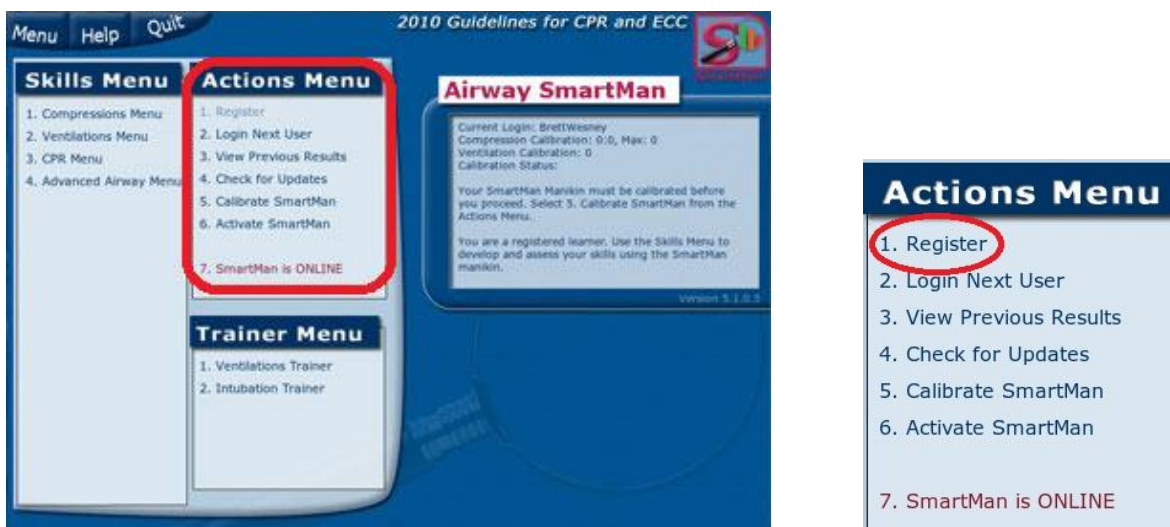 Menu Help Quit
2010 Guidelines for CPR and ECC
Skills Menu
1. Compressions Menu
2. Ventilations Menu
3. CPR Menu
4. Advanced Airway Menu
Actions Menu
1. Register
2. Login Next User
3. View Previous Results
4. Check for Updates
5. Calibrate SmartMan
6. Activate SmartMan
7. SmartMan is ONLINE
Trainer Menu
1. Ventilations Trainer
2. Intubation Trainer
Airway SmartMan
Current Login: BrettWesney
Compression Calibration: 0:0, Max: 0
Ventilation Calibration: 0
Calibration Status:
Your SmartMan Manikin must be calibrated before
you proceed. Select 5. Calibrate SmartMan from the
Actions Menu.
You are a registered learner. Use the Skills Menu to
develop and assess your skills using the SmartMan
manikin.
Version 5.1.0.5
Actions Menu
1. Register
2. Login Next User
3. View Previous Results
4. Check for Updates
5. Calibrate SmartMan
6. Activate SmartMan
7. SmartMan is ONLINE